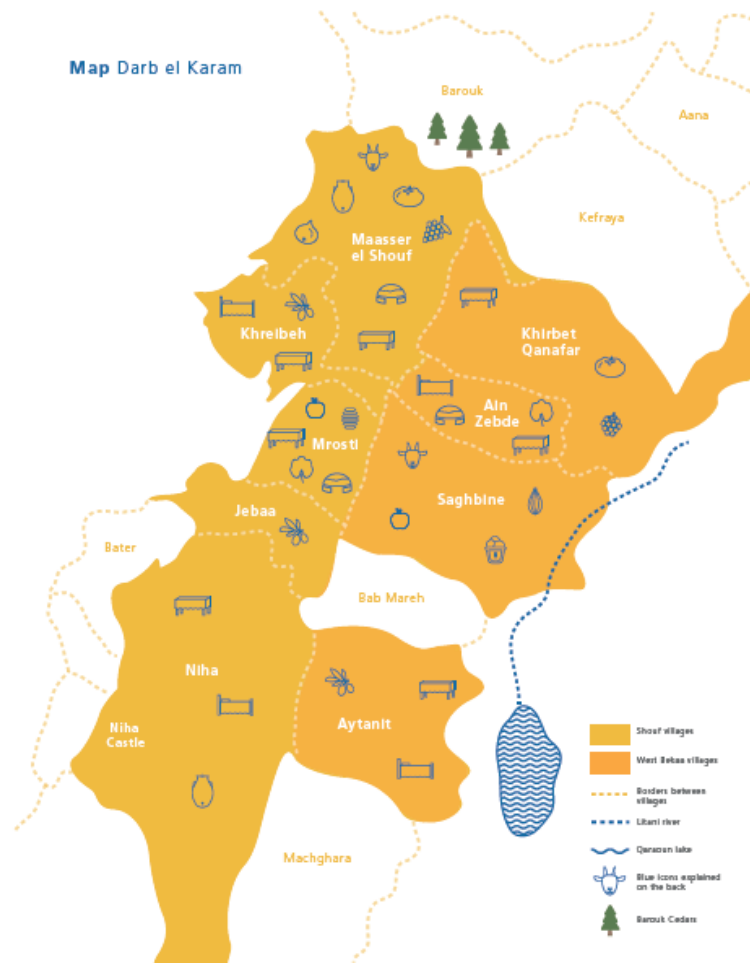 Map Darb el Karam
Barouk
Aana
Kefraya
Maasser
el Shouf
Khreibeh
Khirbet
Qanafar
Ain
Zebde
Mrosti
Saghbine
Jebaa
Bater
Bab Mareh
Niha
Aytanit
Niha
Castle
Machghara
Shouf villages
West Bekaa villages
Borders between
villages
Litani river
Qaraoun lake
Blue icons explained
on the back
Barouk Cedars